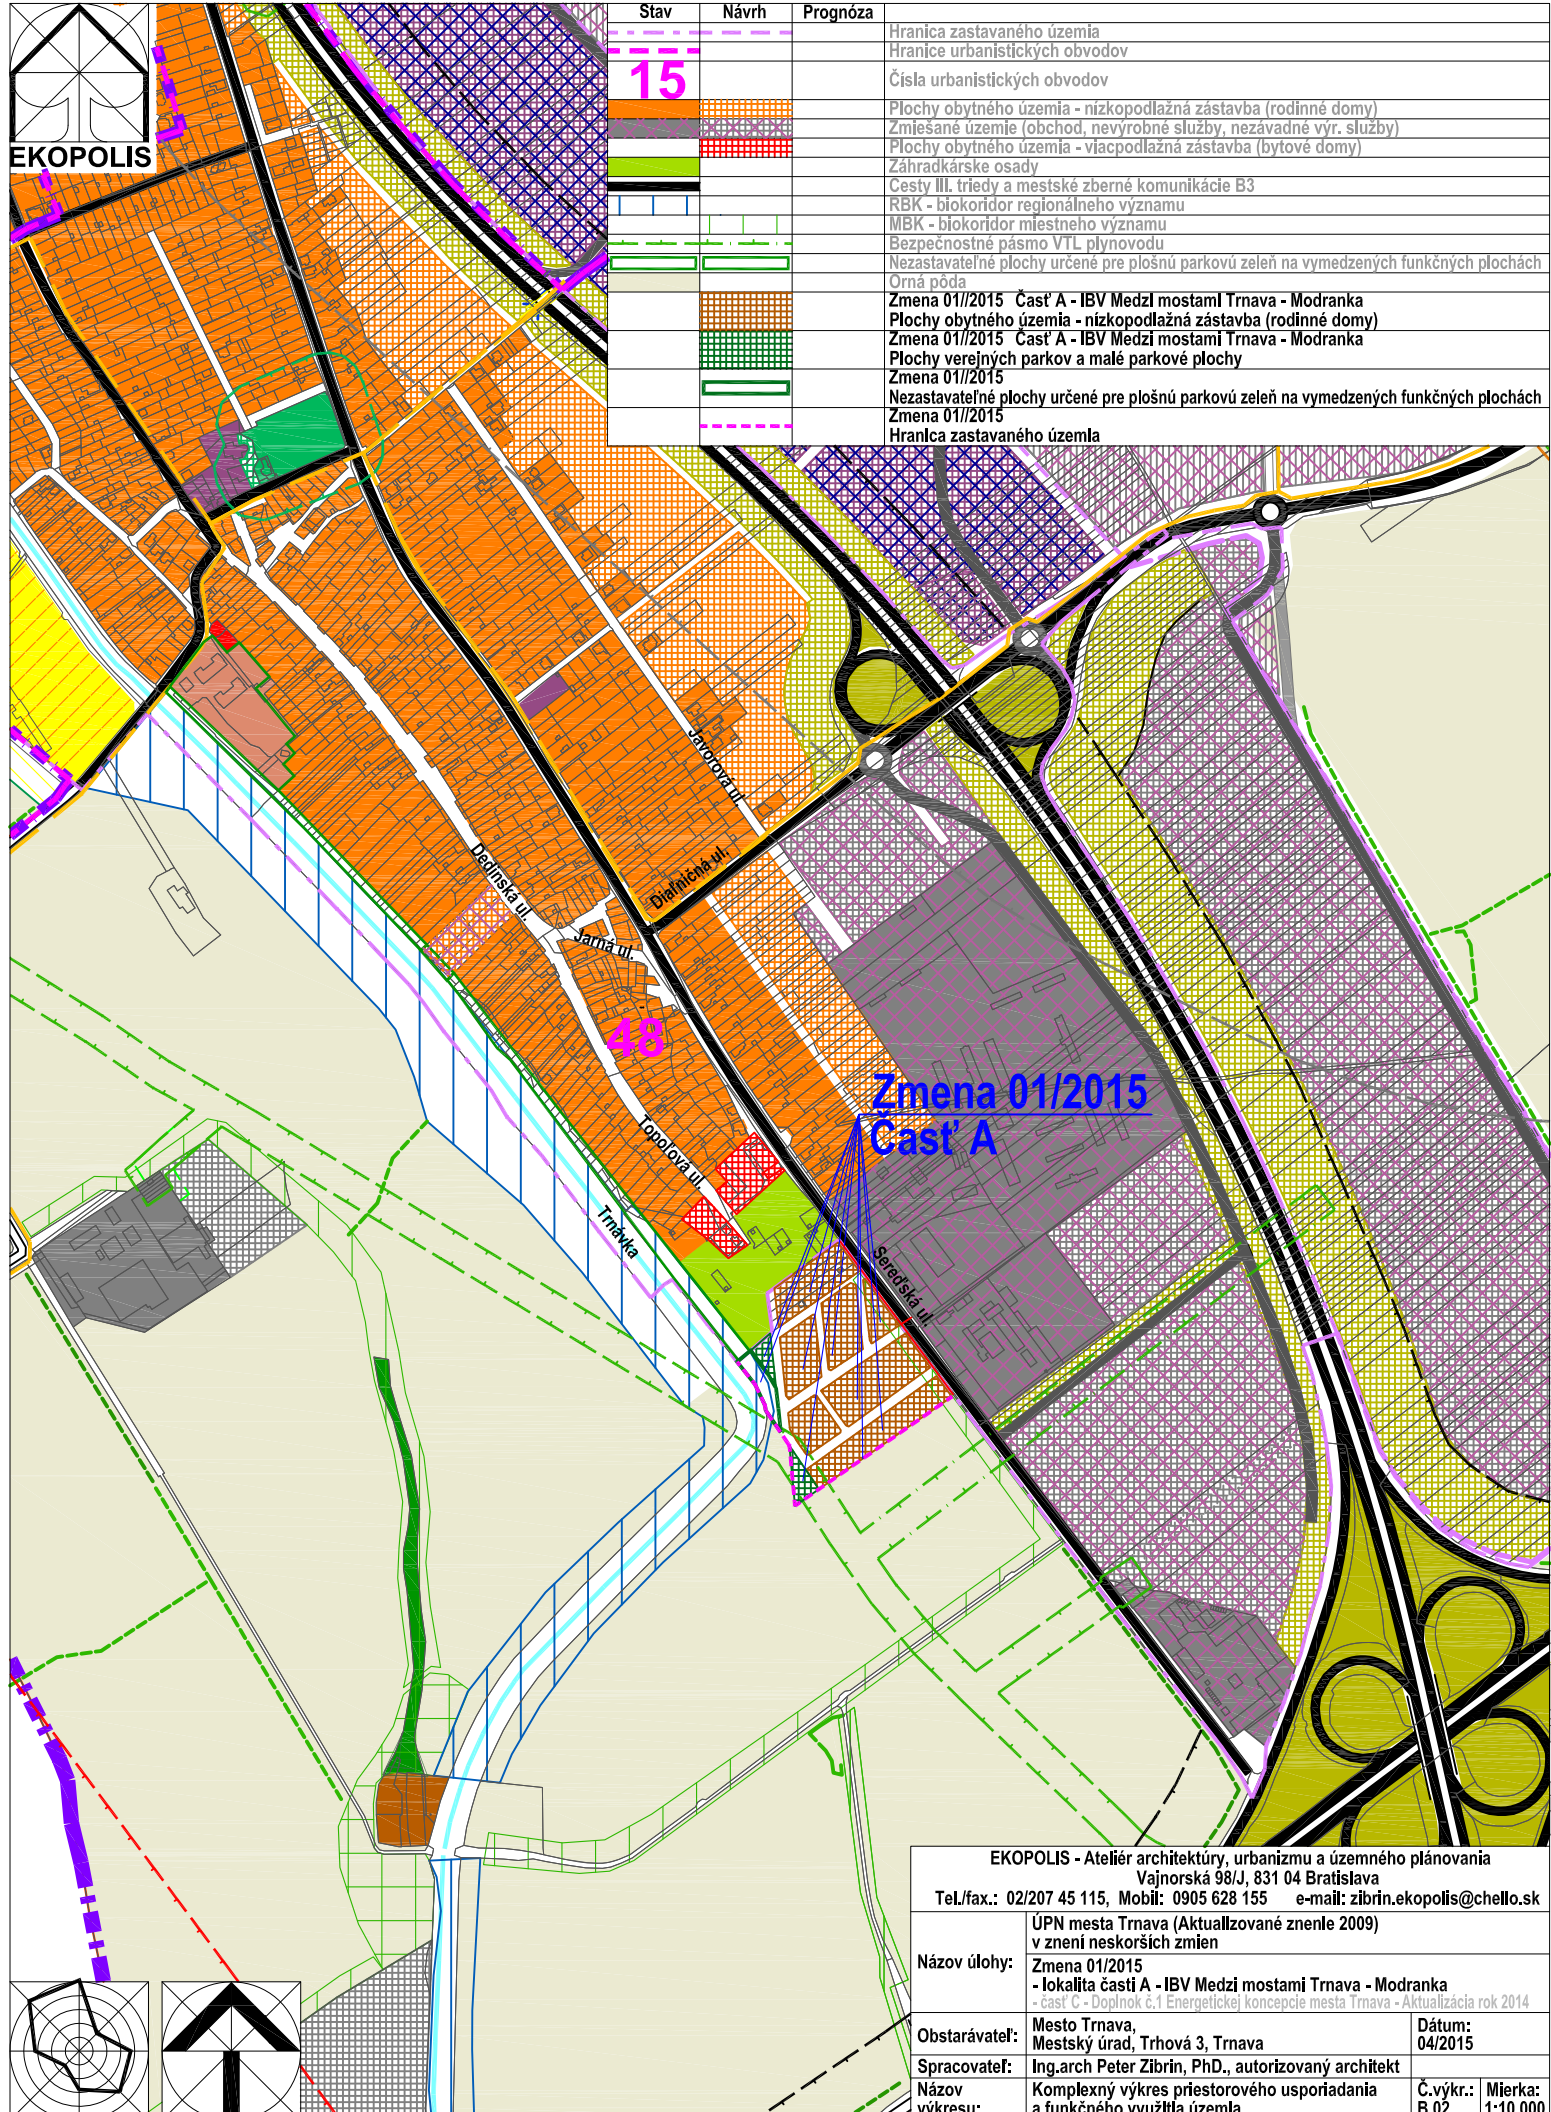 EKOPOLIS
Stav Návrh Prognóza
Hranica zastavaného územia
Hranice urbanistických obvodov
15
Čísla urbanistických obvodov
Plochy obytného územia - nízkopodlažná zástavba (rodinné domy)
Zmiešané územie (obchod, nevýrobné služby, nezávadné výr. služby)
Plochy obytného územia - viacpodlažná zástavba (bytové domy)
Záhradkárske osady
Cesty III. triedy a mestské zberné komunikácie B3
RBK - biokoridor regionálneho významu
MBK - biokoridor miestneho významu
Bezpečnostné pásmo VTL plynovodu
Nezastavateľné plochy určené pre plošnú parkovú zeleň na vymedzených funkčných plochách
Orná pôda
Zmena 01//2015 Časť A - IBV Medzi mostami Trnava - Modranka
Plochy obytného územia - nízkopodlažná zástavba (rodinné domy)
Zmena 01//2015 Časť A - IBV Medzi mostami Trnava - Modranka
Plochy verejných parkov a malé parkové plochy
Zmena 01//2015
Nezastavateľné plochy určené pre plošnú parkovú zeleň na vymedzených funkčných plochách
Zmena 01//2015
Hranica zastavaného územia
Javorová ul.
Dedinská ul.
Diaľničná ul.
Jarná ul.
48
Zmena 01/2015
Časť A
Topoľová ul.
Trnávka
Sereďská ul.
EKOPOLIS - Ateliér architektúry, urbanizmu a územného plánovania
Vajnorská 98/J, 831 04 Bratislava
Tel./fax.: 02/207 45 115, Mobil: 0905 628 155 e-mail: zibrin.ekopolis@chello.sk
Názov úlohy:
ÚPN mesta Trnava (Aktualizované znenie 2009)
v znení neskorších zmien
Zmena 01/2015
- lokalita časti A - IBV Medzi mostami Trnava - Modranka
- časť C - Doplnok č.1 Energetickej koncepcie mesta Trnava - Aktualizácia rok 2014
Obstarávateľ:
Mesto Trnava,
Mestský úrad, Trhová 3, Trnava
Dátum:
04/2015
Spracovateľ: Ing.arch Peter Zibrin, PhD., autorizovaný architekt
Názov
výkresu:
Komplexný výkres priestorového usporiadania
a funkčného využitia územia
Č.výkr.:
B.02
Mierka:
1:10 000